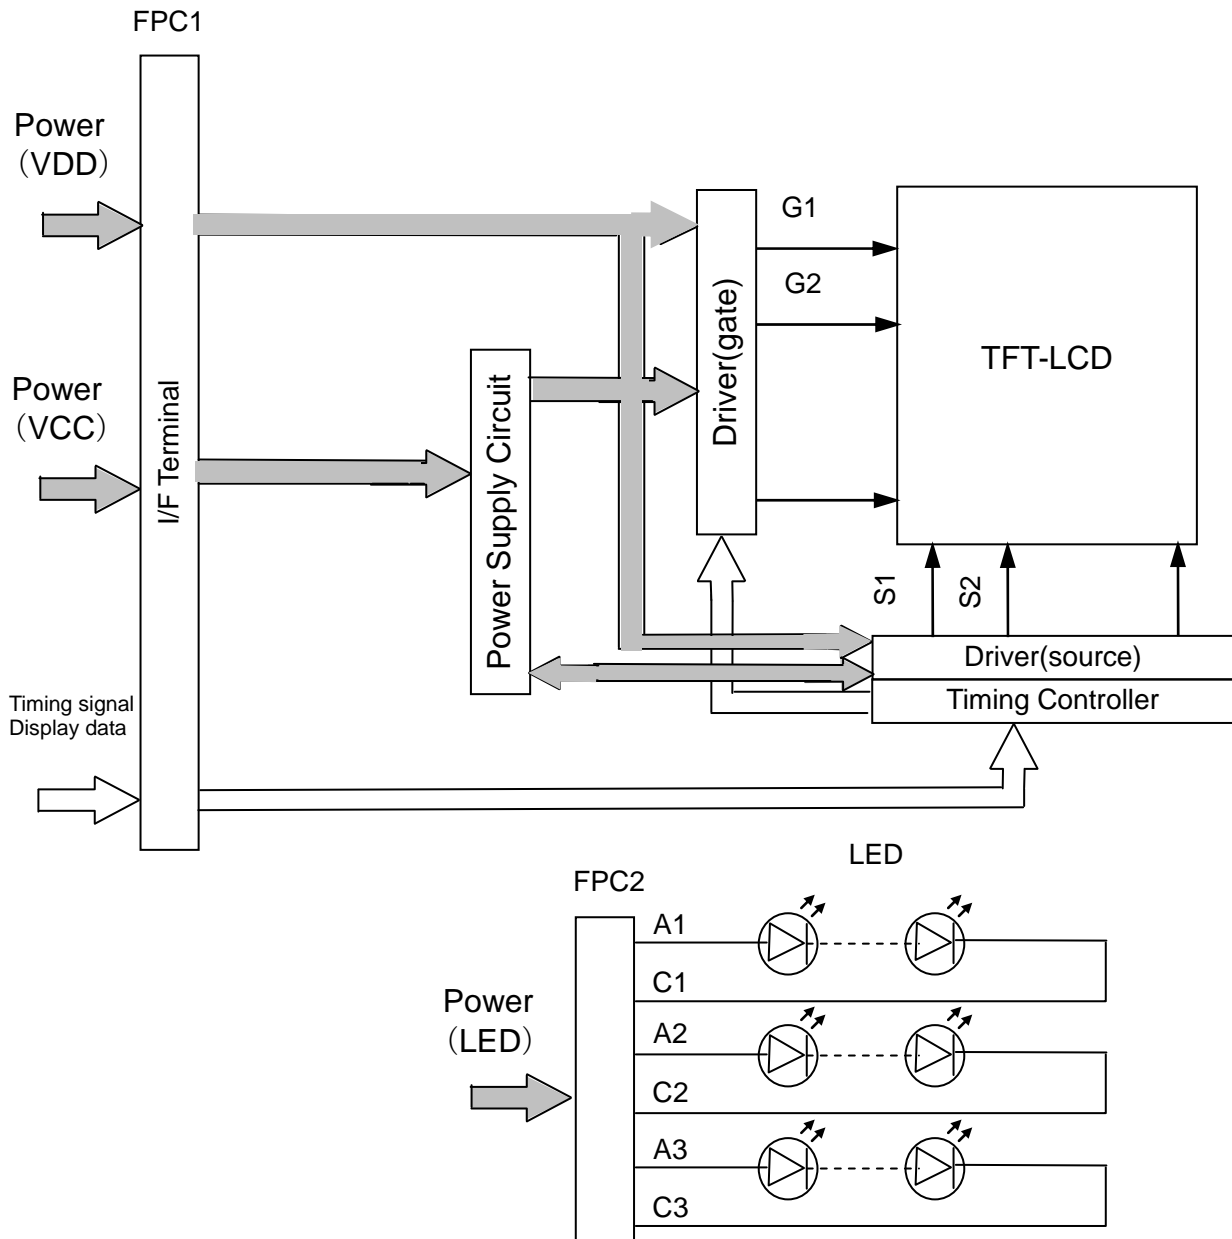 FPC1
Power
（VDD）
Power
（VCC）
Timing signal
Display data
I/F Terminal
Power Supply Circuit
Driver(gate)
G1
G2
TFT-LCD
S1
S2
Driver(source)
Timing Controller
LED
FPC2
Power
（LED）
A1
C1
A2
C2
A3
C3